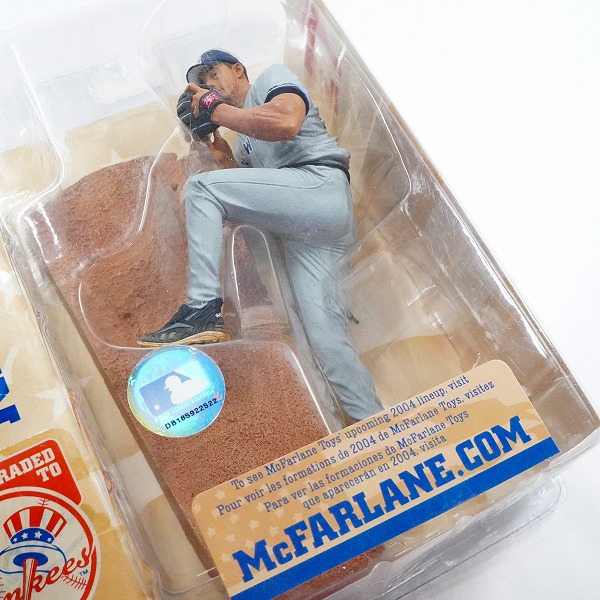 DB185922522
To see McFarlane Toys' upcoming 2004 lineup, visit
Pour voir les formations de 2004 de McFarlane Toys, visitez
Para ver las formaciones de McFarlane Toys
que aparecerán en 2004, visita
McFARLANE.COM
RADED TO
ankees